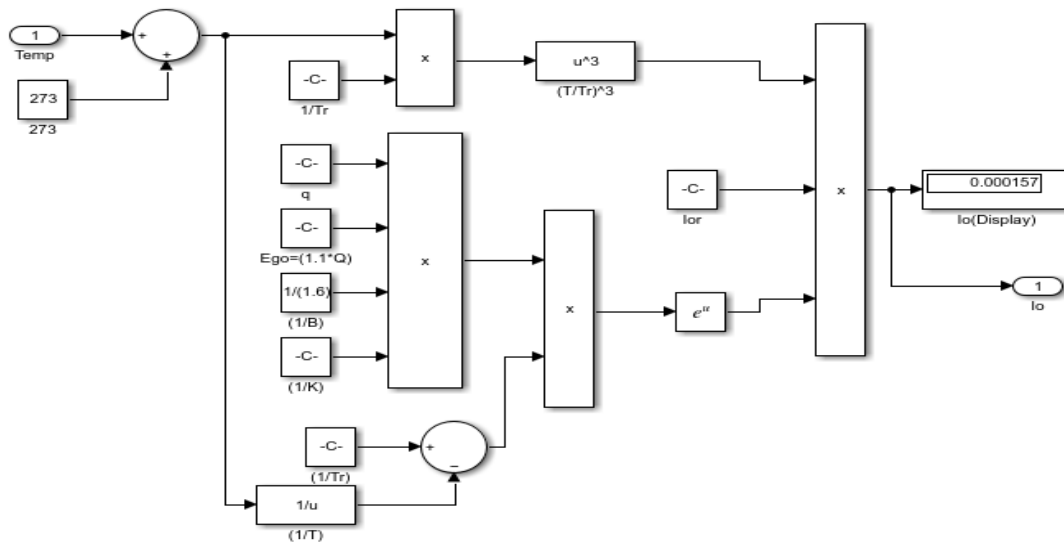 1
Temp
+
+
273
273
-C-
1/Tr
x
u^3
(T/Tr)^3
-C-
q
-C-
Ego=(1.1*Q)
1/(1.6)
(1/B)
-C-
(1/K)
x
-C-
(1/Tr)
+
−
1/u
(1/T)
x
e^u
-C-
Ior
x
0.000157
Io(Display)
1
Io